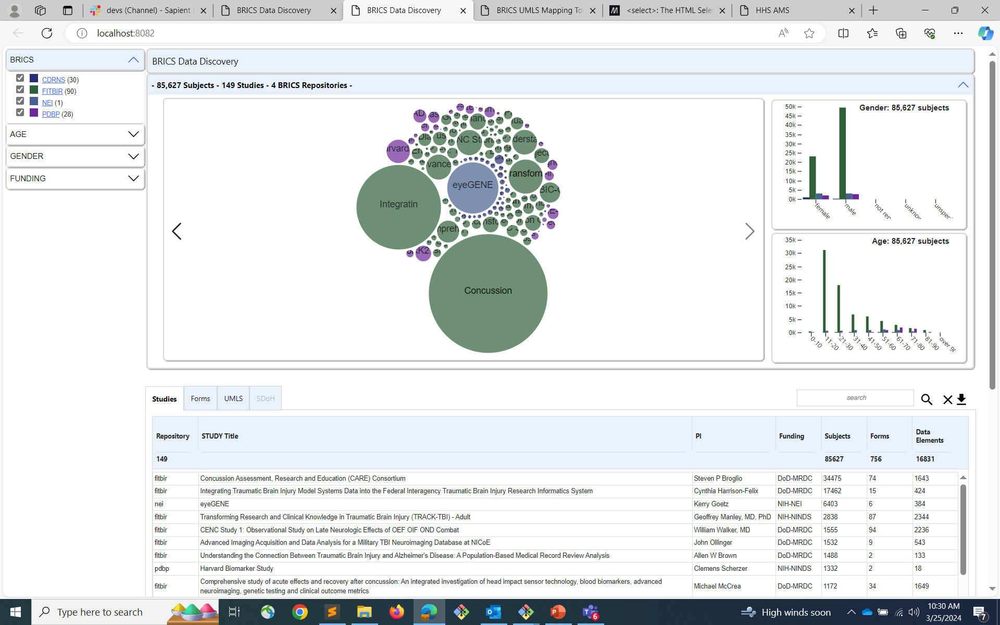 devs (Channel) - Sapient
BRICS Data Discovery
BRICS Data Discovery
BRICS UMLS Mapping To
<select>: The HTML Sele
HHS AMS
localhost:8082
BRICS
CDRNS (30)
FITBIR (90)
NEI (1)
PDBP (28)
AGE
GENDER
FUNDING
BRICS Data Discovery
- 85,627 Subjects - 149 Studies - 4 BRICS Repositories -
NC St
dersta
rvard
vance
ransforn
eyeGENE
BIC-
Integratin
npreh
Concussion
Gender: 85,627 subjects
50k
45k
40k
35k
30k
25k
20k
15k
10k
5k
0k
female
male
not rep
unkno
unspec
Age: 85,627 subjects
35k
30k
25k
20k
15k
10k
5k
0k
0-10
11-20
21-30
31-40
41-50
51-60
61-70
71-80
81-90
over 90
Studies Forms UMLS SDoH
search
Repository STUDY Title PI Funding Subjects Forms Data Elements
149 85627 756 16831
fitbir Concussion Assessment, Research and Education (CARE) Consortium Steven P Broglio DoD-MRDC 34475 74 1643
fitbir Integrating Traumatic Brain Injury Model Systems Data into the Federal Interagency Traumatic Brain Injury Research Informatics System Cynthia Harrison-Felix DoD-MRDC 17462 15 424
nei eyeGENE Kerry Goetz NIH-NEI 6403 6 384
fitbir Transforming Research and Clinical Knowledge in Traumatic Brain Injury (TRACK-TBI) - Adult Geoffrey Manley, MD, PhD NIH-NINDS 2838 87 2344
fitbir CENC Study 1: Observational Study on Late Neurologic Effects of OEF OIF OND Combat William Walker, MD DoD-MRDC 1555 94 2236
fitbir Advanced Imaging Acquisition and Data Analysis for a Military TBI Neuroimaging Database at NICoE John Ollinger DoD-MRDC 1532 9 543
fitbir Understanding the Connection Between Traumatic Brain Injury and Alzheimer's Disease: A Population-Based Medical Record Review Analysis Allen W Brown DoD-MRDC 1488 2 133
pdbp Harvard Biomarker Study Clemens Scherzer NIH-NINDS 1332 2 18
fitbir Comprehensive study of acute effects and recovery after concussion: An integrated investigation of head impact sensor technology, blood biomarkers, advanced
neuroimaging, genetic testing and clinical outcome metrics Michael McCrea DoD-MRDC 1172 34 1649
Type here to search
6
High winds soon
10:30 AM
3/25/2024
7